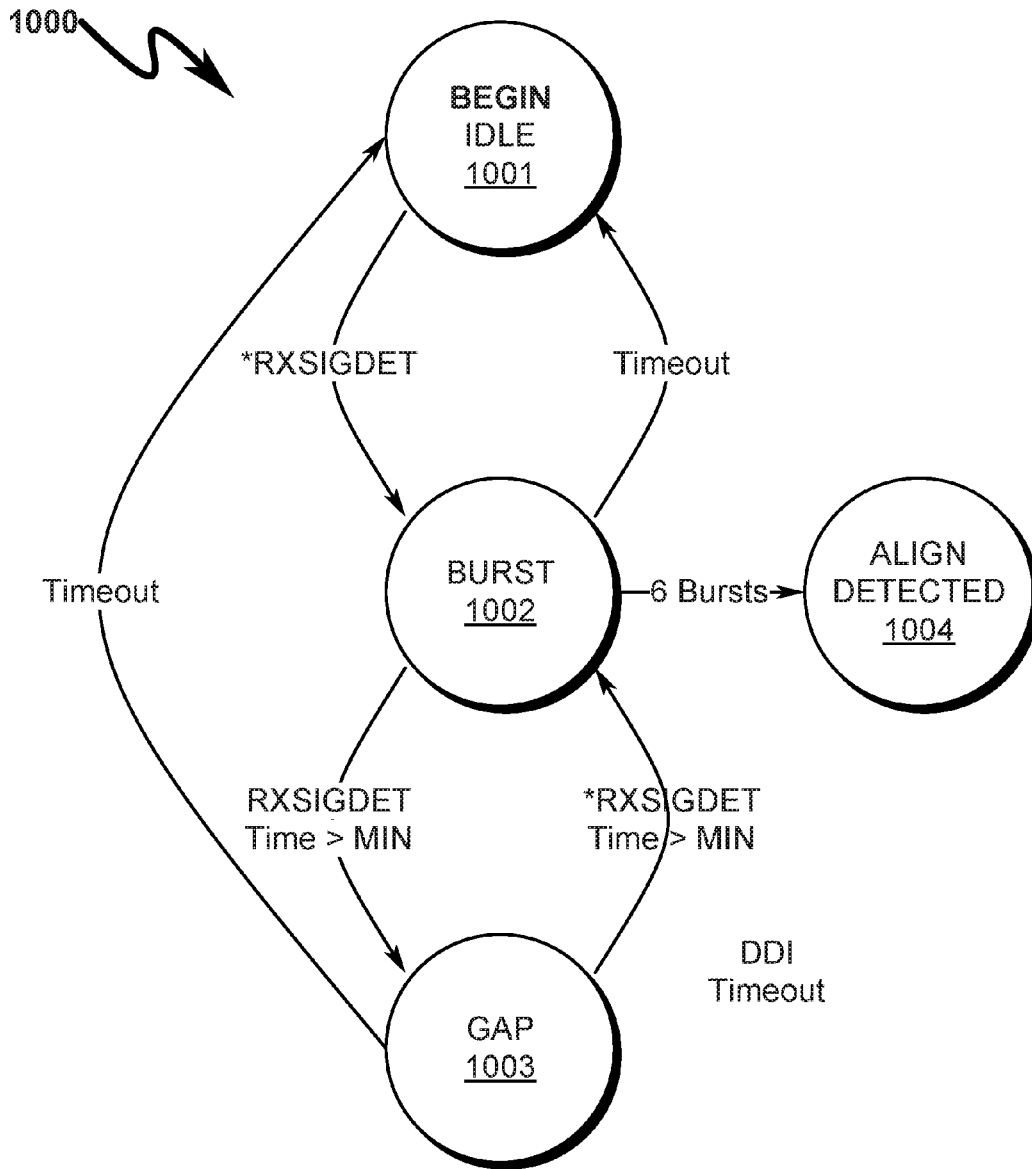 1000
BEGIN
IDLE
1001
*RXSIGDET
Timeout
Timeout
BURST
1002
6 Bursts
ALIGN
DETECTED
1004
RXSIGDET
Time > MIN
*RXSIGDET
Time > MIN
DDI
Timeout
GAP
1003